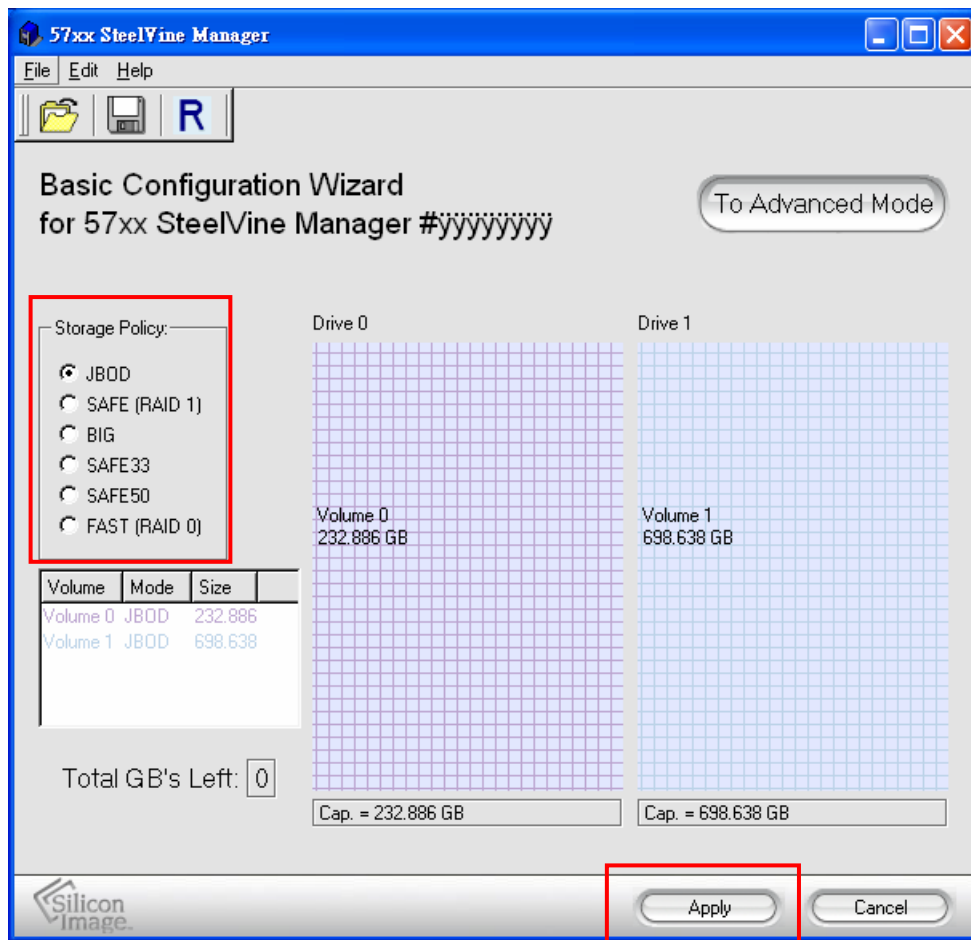 57xx SteelVine Manager
File Edit Help
R
Basic Configuration Wizard
for 57xx SteelVine Manager #ÿÿÿÿÿÿÿÿ
To Advanced Mode
Storage Policy:
JBOD
SAFE (RAID 1)
BIG
SAFE33
SAFE50
FAST (RAID 0)
Drive 0
Volume 0
232.886 GB
Cap. = 232.886 GB
Drive 1
Volume 1
698.638 GB
Cap. = 698.638 GB
Volume Mode Size
Volume 0 JBOD 232.886
Volume 1 JBOD 698.638
Total GB's Left: 0
Silicon
Image.
Apply
Cancel